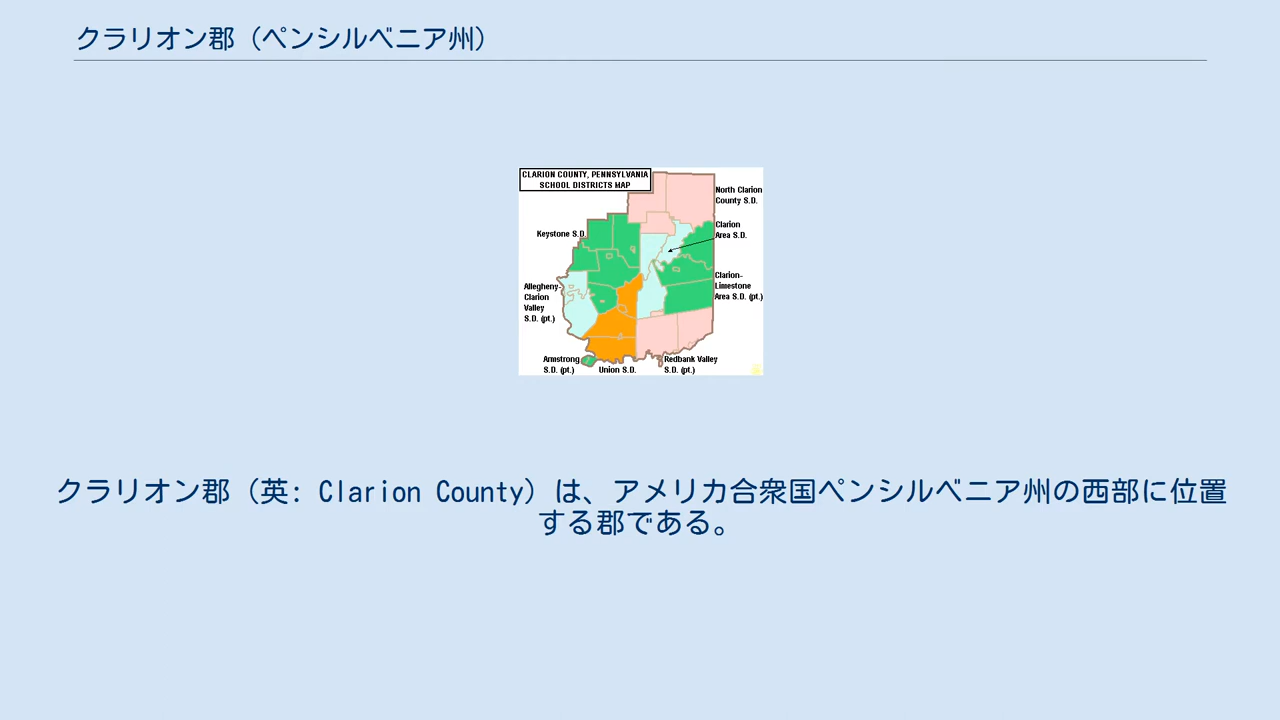 クラリオン郡（ペンシルベニア州）
CLARION COUNTY, PENNSYLVANIA
SCHOOL DISTRICTS MAP
North Clarion
County S.D.
Clarion
Area S.D.
Keystone S.D.
Clarion-
Limestone
Area S.D. (pt.)
Allegheny-
Clarion
Valley
S.D. (pt.)
Armstrong
S.D. (pt.)
Union S.D.
Redbank Valley
S.D. (pt.)
クラリオン郡（英: Clarion County）は、アメリカ合衆国ペンシルベニア州の西部に位置
する郡である。